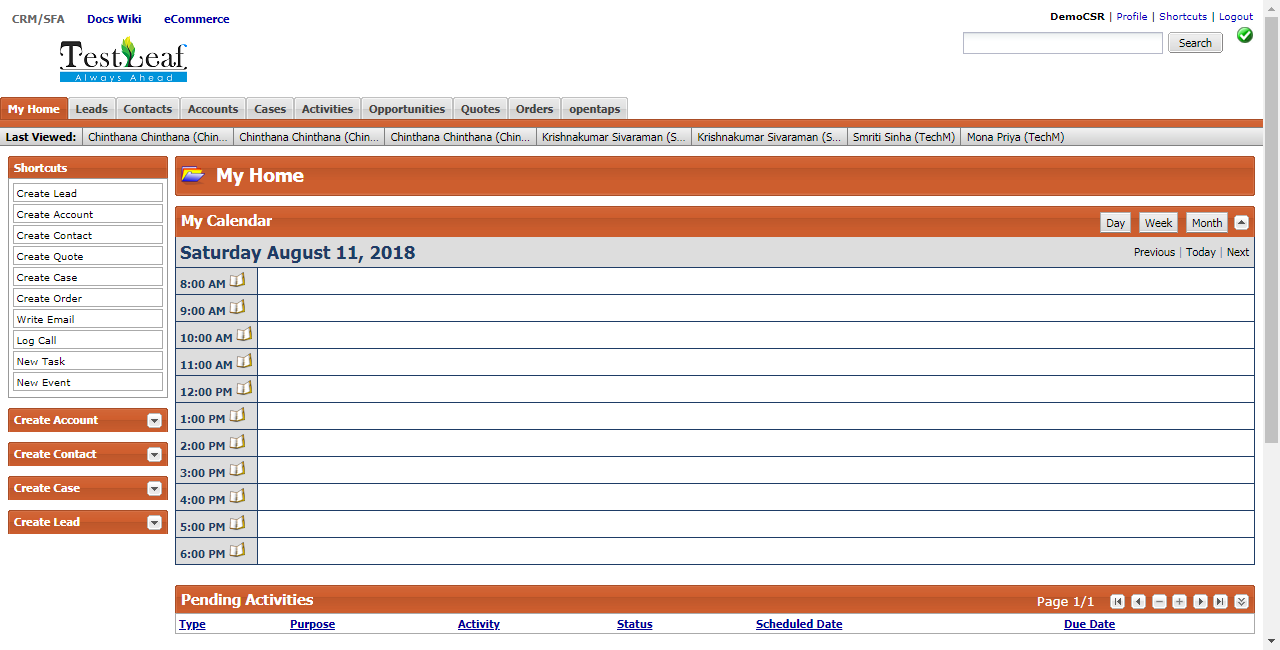 CRM/SFA Docs Wiki eCommerce
DemoCSR | Profile | Shortcuts | Logout
TestLeaf
Always Ahead
Search
My Home Leads Contacts Accounts Cases Activities Opportunities Quotes Orders opentaps
Last Viewed: Chinthana Chinthana (Chin... Chinthana Chinthana (Chin... Chinthana Chinthana (Chin... Krishnakumar Sivaraman (S... Krishnakumar Sivaraman (S... Smriti Sinha (TechM) Mona Priya (TechM)
Shortcuts
Create Lead
Create Account
Create Contact
Create Quote
Create Case
Create Order
Write Email
Log Call
New Task
New Event
Create Account
Create Contact
Create Case
Create Lead
My Home
My Calendar
Day Week Month
Saturday August 11, 2018
Previous | Today | Next
8:00 AM
9:00 AM
10:00 AM
11:00 AM
12:00 PM
1:00 PM
2:00 PM
3:00 PM
4:00 PM
5:00 PM
6:00 PM
Pending Activities
Page 1/1
Type Purpose Activity Status Scheduled Date Due Date